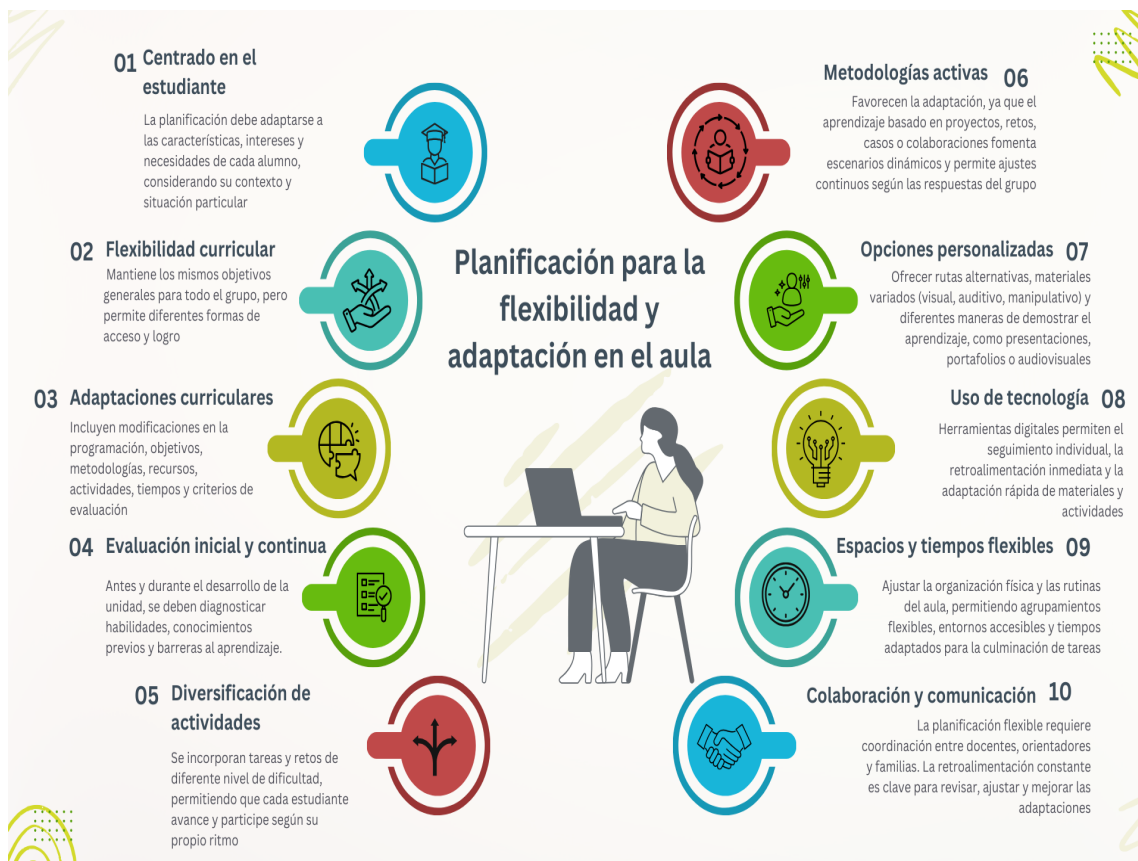 01 Centrado en el
estudiante
La planificación debe adaptarse a
las características, intereses y
necesidades de cada alumno,
considerando su contexto y
situación particular
02 Flexibilidad curricular
Mantiene los mismos objetivos
generales para todo el grupo, pero
permite diferentes formas de
acceso y logro
03 Adaptaciones curriculares
Incluyen modificaciones en la
programación, objetivos,
metodologías, recursos,
actividades, tiempos y criterios de
evaluación
04 Evaluación inicial y continua
Antes y durante el desarrollo de la
unidad, se deben diagnosticar
habilidades, conocimientos
previos y barreras al aprendizaje.
05 Diversificación de
actividades
Se incorporan tareas y retos de
diferente nivel de dificultad,
permitiendo que cada estudiante
avance y participe según su
propio ritmo
Planificación para la
flexibilidad y
adaptación en el aula
Metodologías activas 06
Favorecen la adaptación, ya que el
aprendizaje basado en proyectos, retos,
casos o colaboraciones fomenta
escenarios dinámicos y permite ajustes
continuos según las respuestas del grupo
Opciones personalizadas 07
Ofrecer rutas alternativas, materiales
variados (visual, auditivo, manipulativo) y
diferentes maneras de demostrar el
aprendizaje, como presentaciones,
portafolios o audiovisuales
Uso de tecnología 08
Herramientas digitales permiten el
seguimiento individual, la
retroalimentación inmediata y la
adaptación rápida de materiales y
actividades
Espacios y tiempos flexibles 09
Ajustar la organización física y las rutinas
del aula, permitiendo agrupamientos
flexibles, entornos accesibles y tiempos
adaptados para la culminación de tareas
Colaboración y comunicación 10
La planificación flexible requiere
coordinación entre docentes, orientadores
y familias. La retroalimentación constante
es clave para revisar, ajustar y mejorar las
adaptaciones